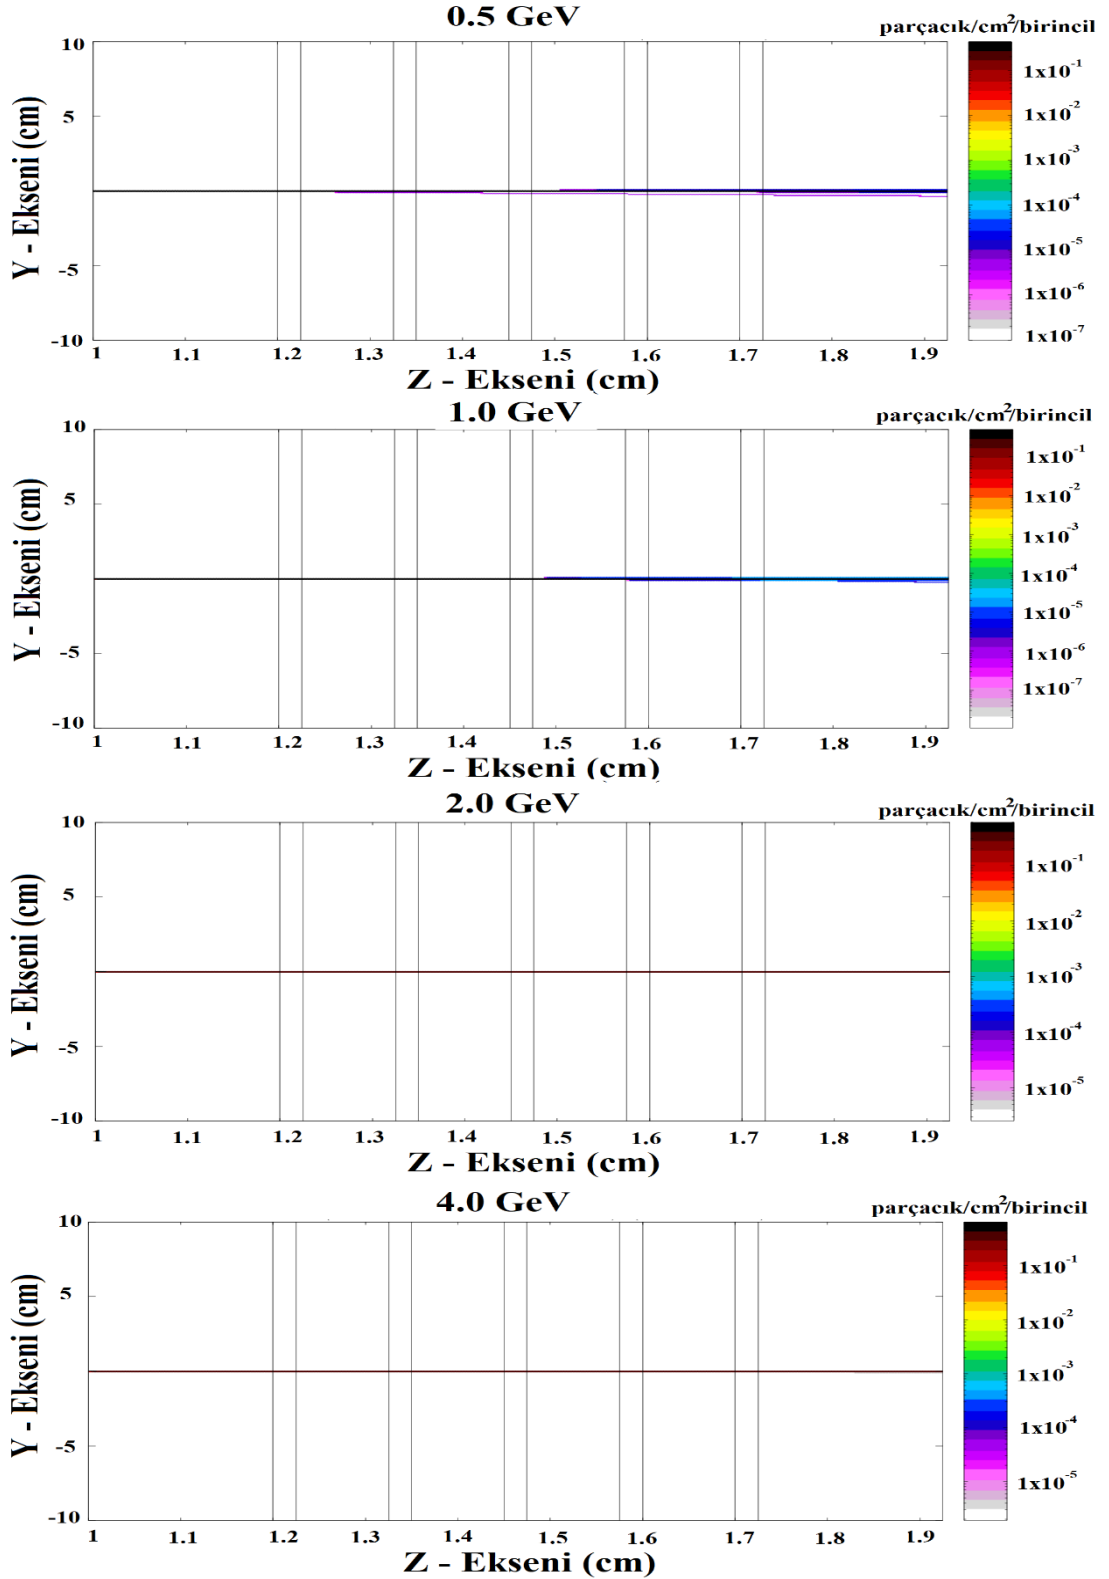 0.5 GeV
parçacık/cm²/birincil
10
5
-5
-10
Y - Ekseni (cm)
1 1.1 1.2 1.3 1.4 1.5 1.6 1.7 1.8 1.9
Z - Ekseni (cm)
1x10⁻¹
1x10⁻²
1x10⁻³
1x10⁻⁴
1x10⁻⁵
1x10⁻⁶
1x10⁻⁷
1.0 GeV
parçacık/cm²/birincil
10
5
-5
-10
Y - Ekseni (cm)
1 1.1 1.2 1.3 1.4 1.5 1.6 1.7 1.8 1.9
Z - Ekseni (cm)
1x10⁻¹
1x10⁻²
1x10⁻³
1x10⁻⁴
1x10⁻⁵
1x10⁻⁶
1x10⁻⁷
2.0 GeV
parçacık/cm²/birincil
10
5
-5
-10
Y - Ekseni (cm)
1 1.1 1.2 1.3 1.4 1.5 1.6 1.7 1.8 1.9
Z - Ekseni (cm)
1x10⁻¹
1x10⁻²
1x10⁻³
1x10⁻⁴
1x10⁻⁵
4.0 GeV
parçacık/cm²/birincil
10
5
-5
-10
Y - Ekseni (cm)
1 1.1 1.2 1.3 1.4 1.5 1.6 1.7 1.8 1.9
Z - Ekseni (cm)
1x10⁻¹
1x10⁻²
1x10⁻³
1x10⁻⁴
1x10⁻⁵